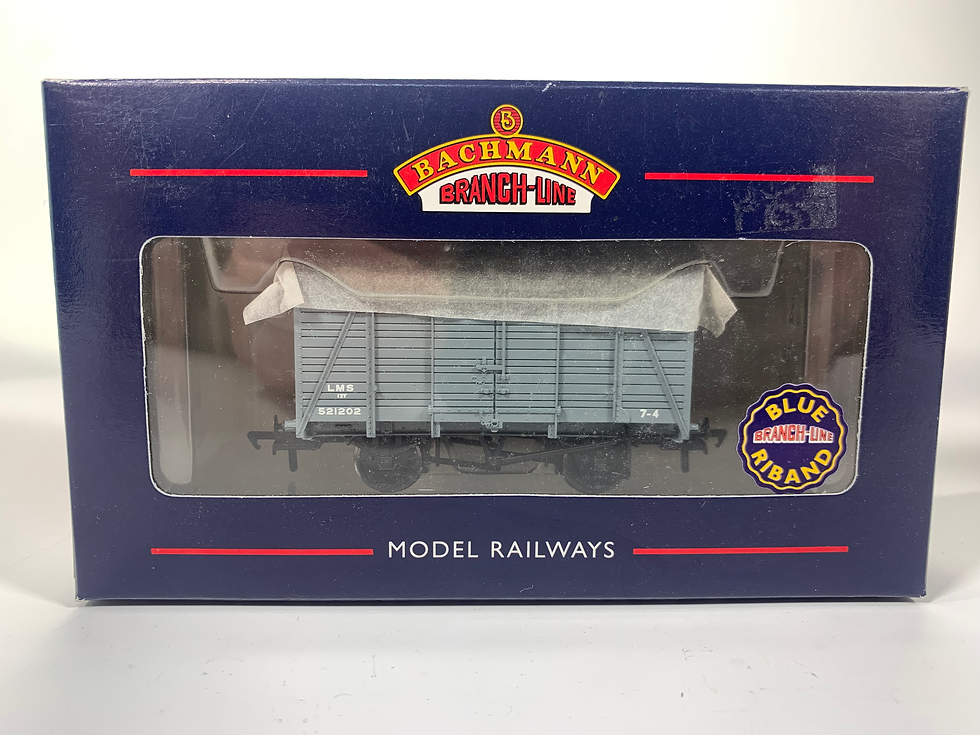 B
BACHMANN
BRANCH-LINE
LMS
12T
521202
7-4
BLUE
BRANCH-LINE
RIBAND
MODEL RAILWAYS